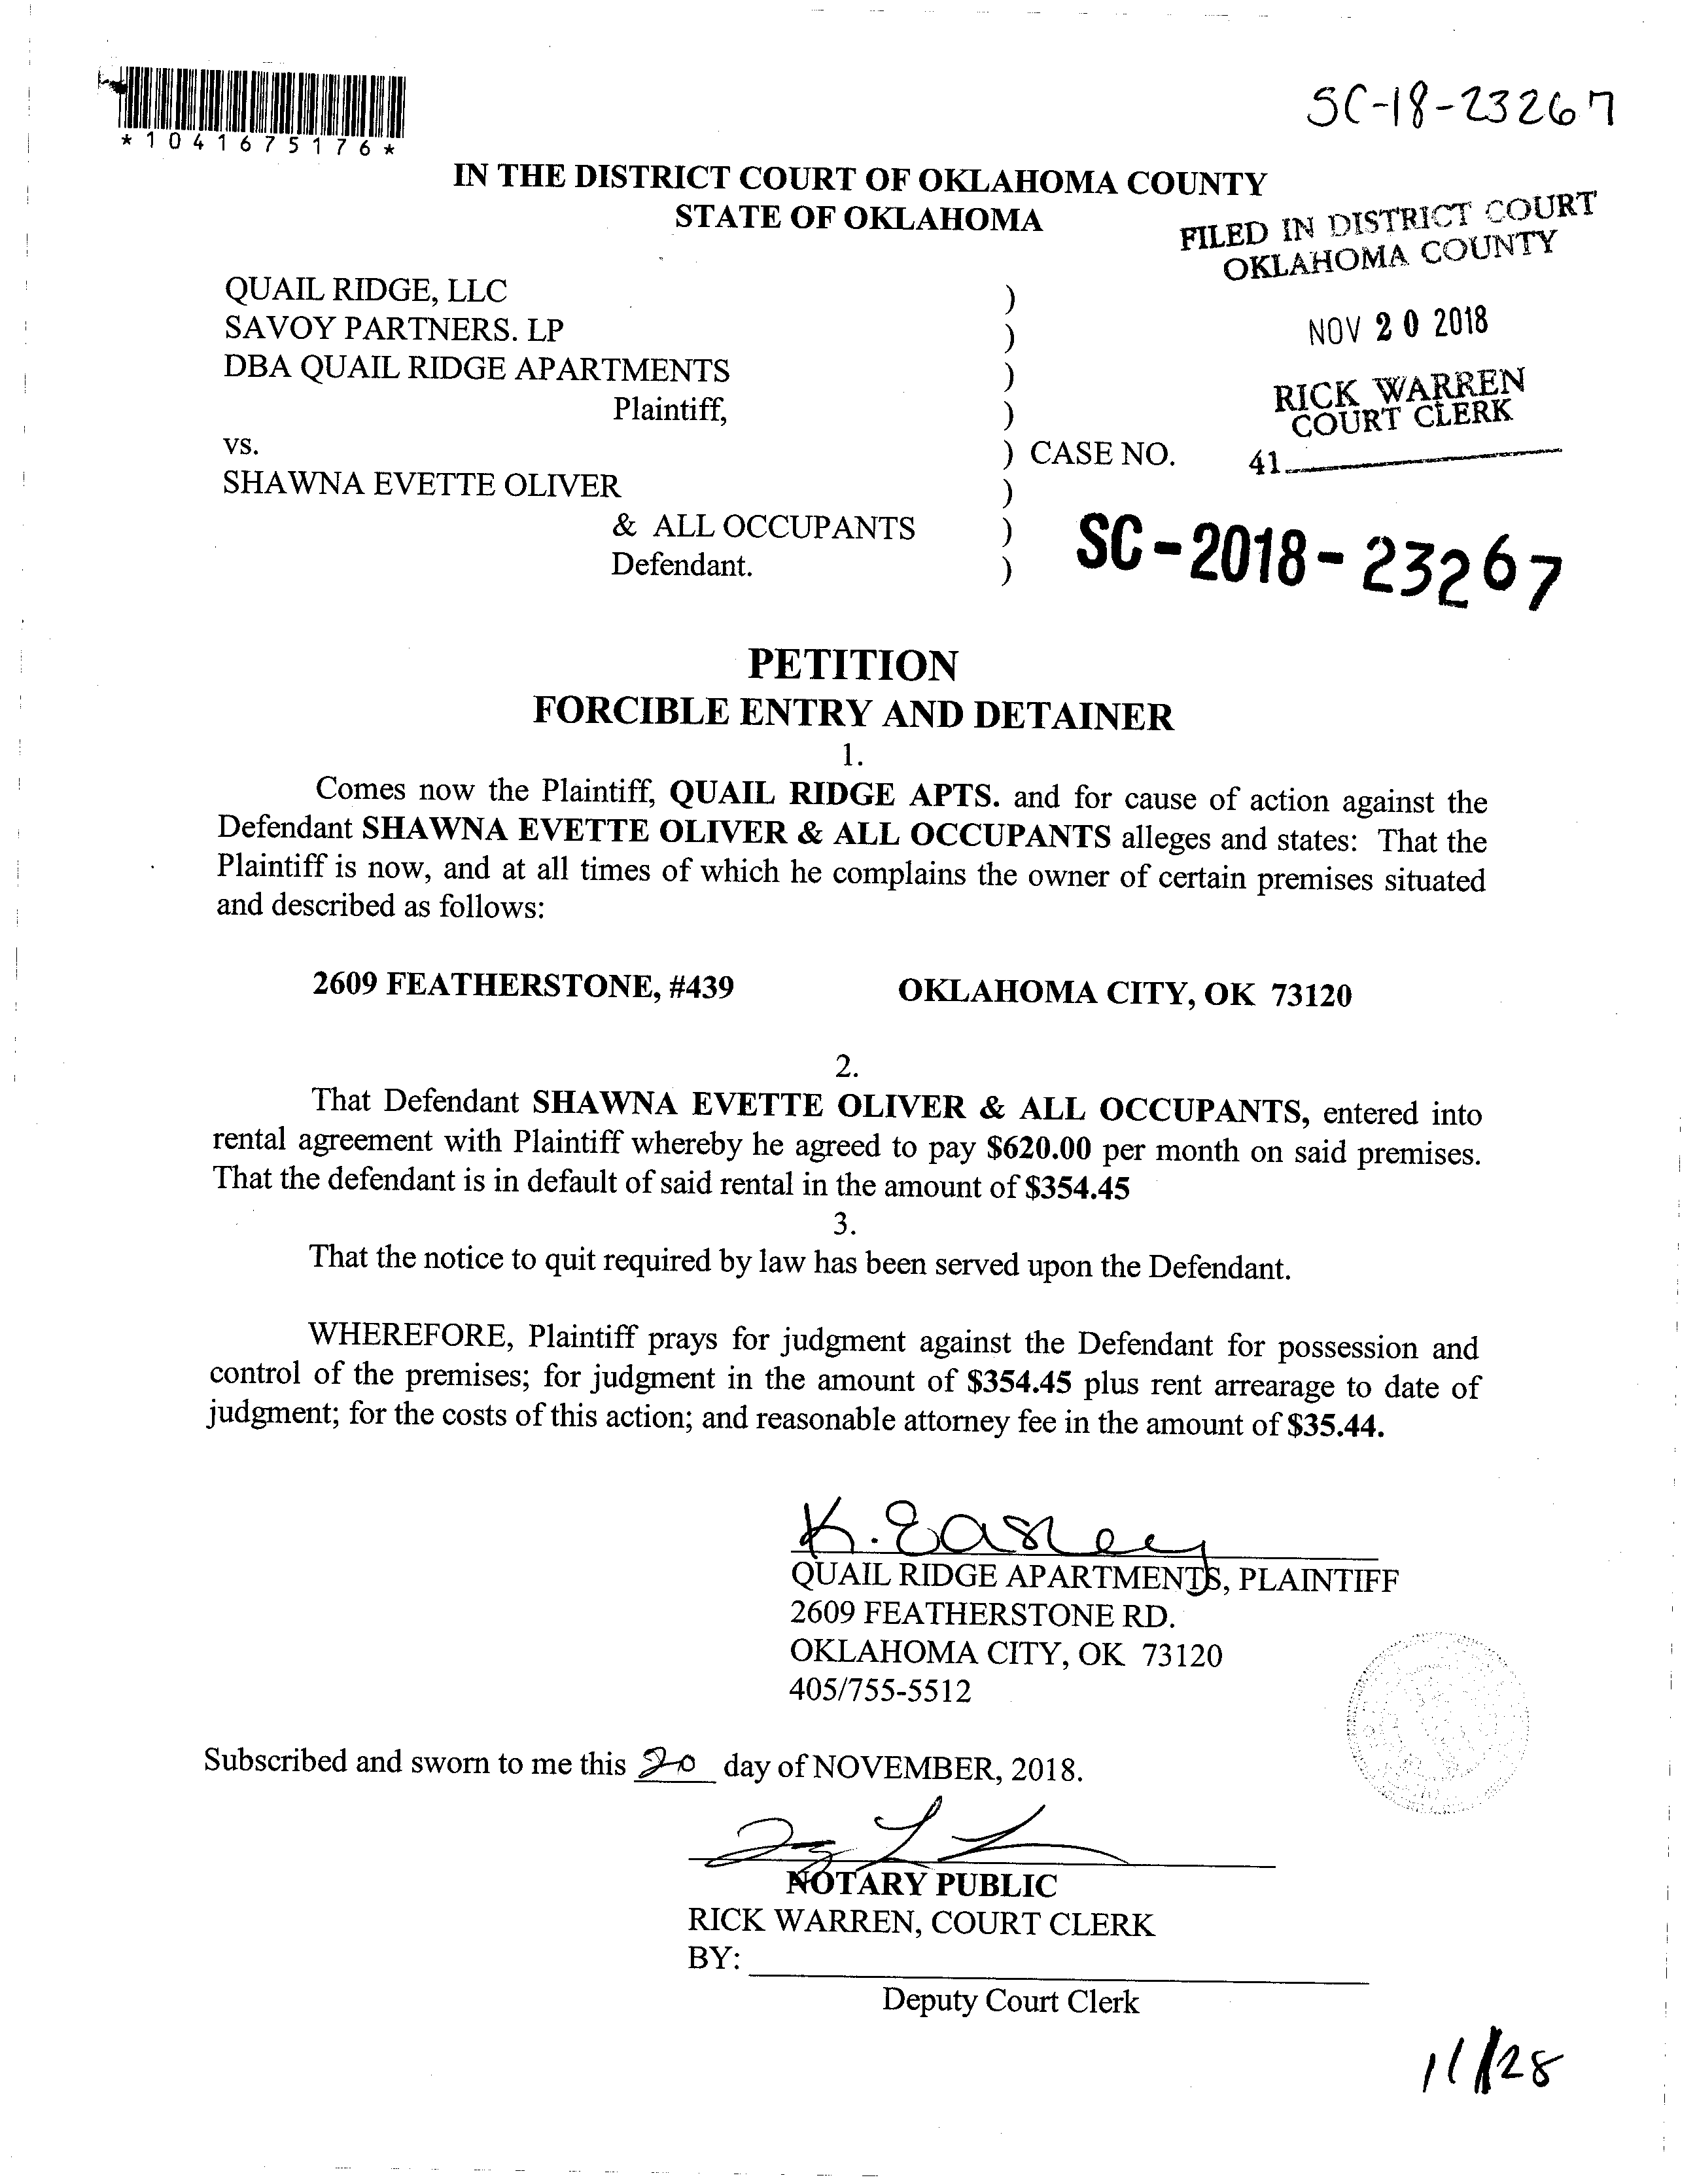 SC-18-23267
*1041675176*
IN THE DISTRICT COURT OF OKLAHOMA COUNTY
STATE OF OKLAHOMA
FILED IN DISTRICT COURT
OKLAHOMA COUNTY
QUAIL RIDGE, LLC )
SAVOY PARTNERS. LP )
NOV 20 2018
DBA QUAIL RIDGE APARTMENTS )
Plaintiff, )
RICK WARREN
COURT CLERK
vs. ) CASE NO.
41
SHAWNA EVETTE OLIVER )
& ALL OCCUPANTS )
Defendant. )
SC-2018-23267
PETITION
FORCIBLE ENTRY AND DETAINER
1.
Comes now the Plaintiff, QUAIL RIDGE APTS. and for cause of action against the
Defendant SHAWNA EVETTE OLIVER & ALL OCCUPANTS alleges and states: That the
Plaintiff is now, and at all times of which he complains the owner of certain premises situated
and described as follows:
2609 FEATHERSTONE, #439 OKLAHOMA CITY, OK 73120
2.
That Defendant SHAWNA EVETTE OLIVER & ALL OCCUPANTS, entered into
rental agreement with Plaintiff whereby he agreed to pay $620.00 per month on said premises.
That the defendant is in default of said rental in the amount of $354.45
3.
That the notice to quit required by law has been served upon the Defendant.
WHEREFORE, Plaintiff prays for judgment against the Defendant for possession and
control of the premises; for judgment in the amount of $354.45 plus rent arrearage to date of
judgment; for the costs of this action; and reasonable attorney fee in the amount of $35.44.
K. Easley
QUAIL RIDGE APARTMENTS, PLAINTIFF
2609 FEATHERSTONE RD.
OKLAHOMA CITY, OK 73120
405/755-5512
Subscribed and sworn to me this 20 day of NOVEMBER, 2018.
NOTARY PUBLIC
RICK WARREN, COURT CLERK
BY:
Deputy Court Clerk
11/28